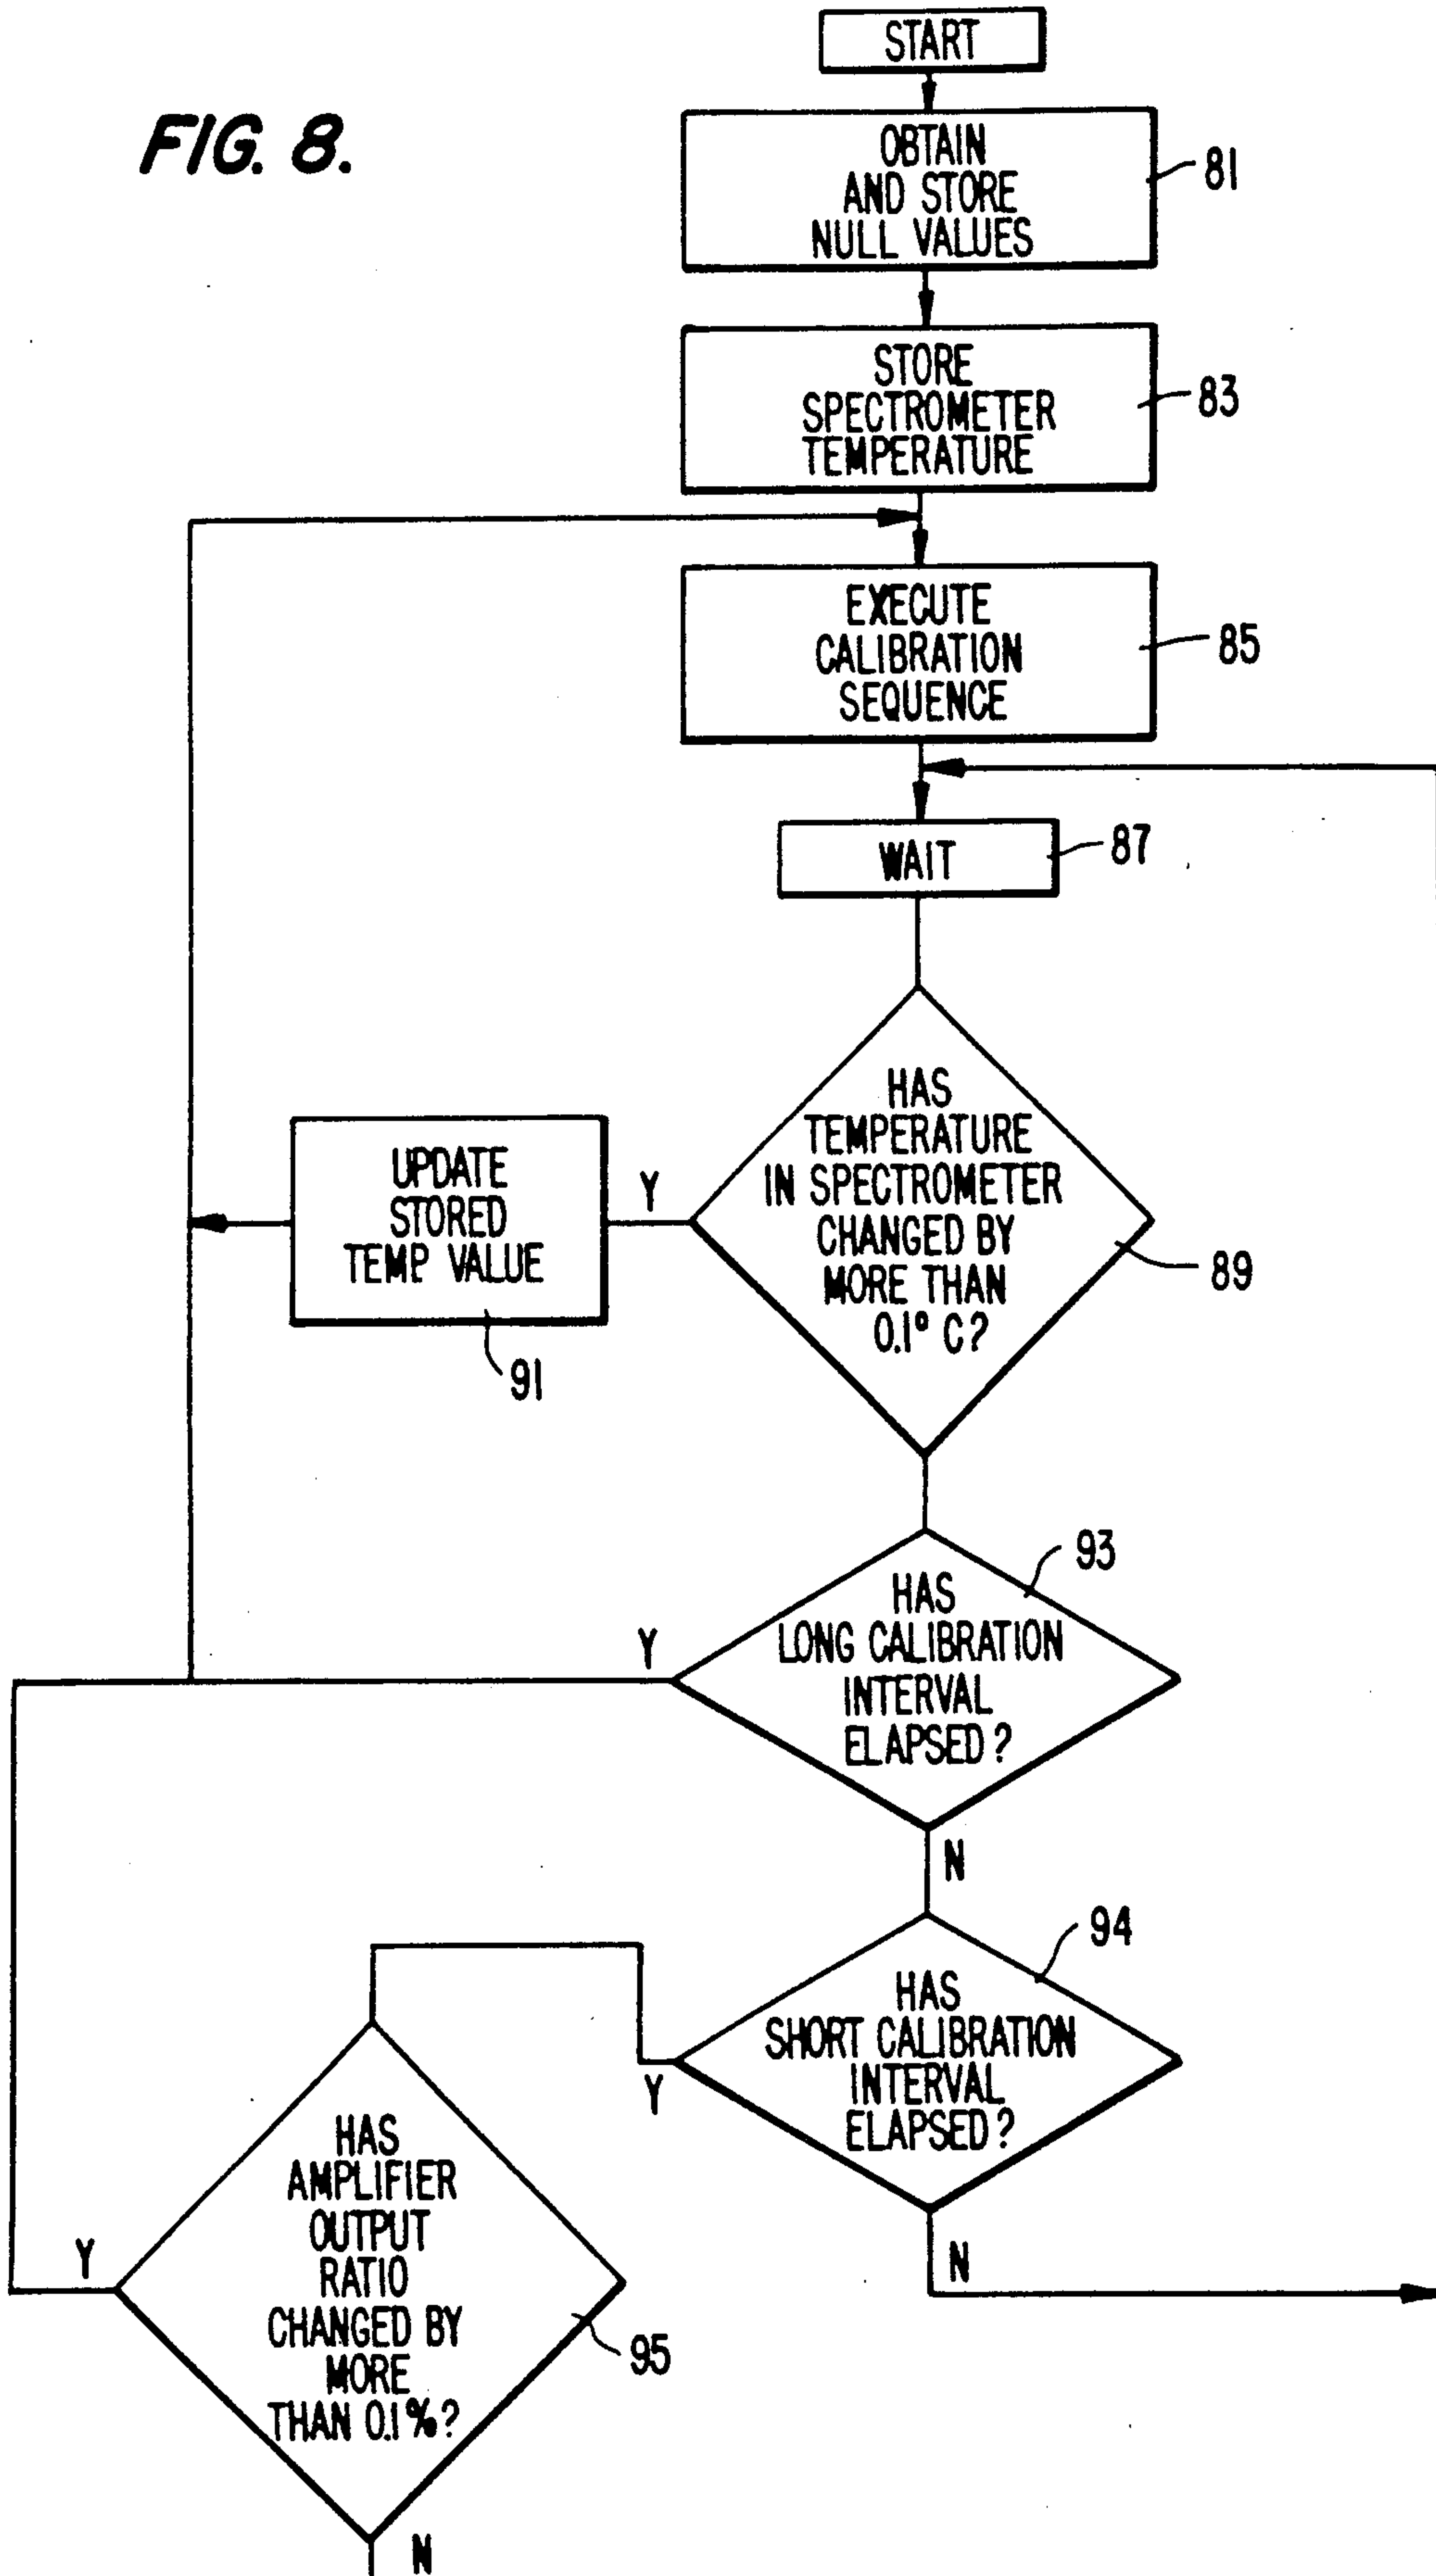 FIG. 8.
START
OBTAIN
AND STORE
NULL VALUES
81
STORE
SPECTROMETER
TEMPERATURE
83
EXECUTE
CALIBRATION
SEQUENCE
85
WAIT
87
HAS
TEMPERATURE
IN SPECTROMETER
CHANGED BY
MORE THAN
0.1° C?
89
Y
UPDATE
STORED
TEMP VALUE
91
HAS
LONG CALIBRATION
INTERVAL
ELAPSED?
93
Y
N
HAS
SHORT CALIBRATION
INTERVAL
ELAPSED?
94
Y
N
HAS
AMPLIFIER
OUTPUT
RATIO
CHANGED BY
MORE
THAN 0.1%?
95
Y
N